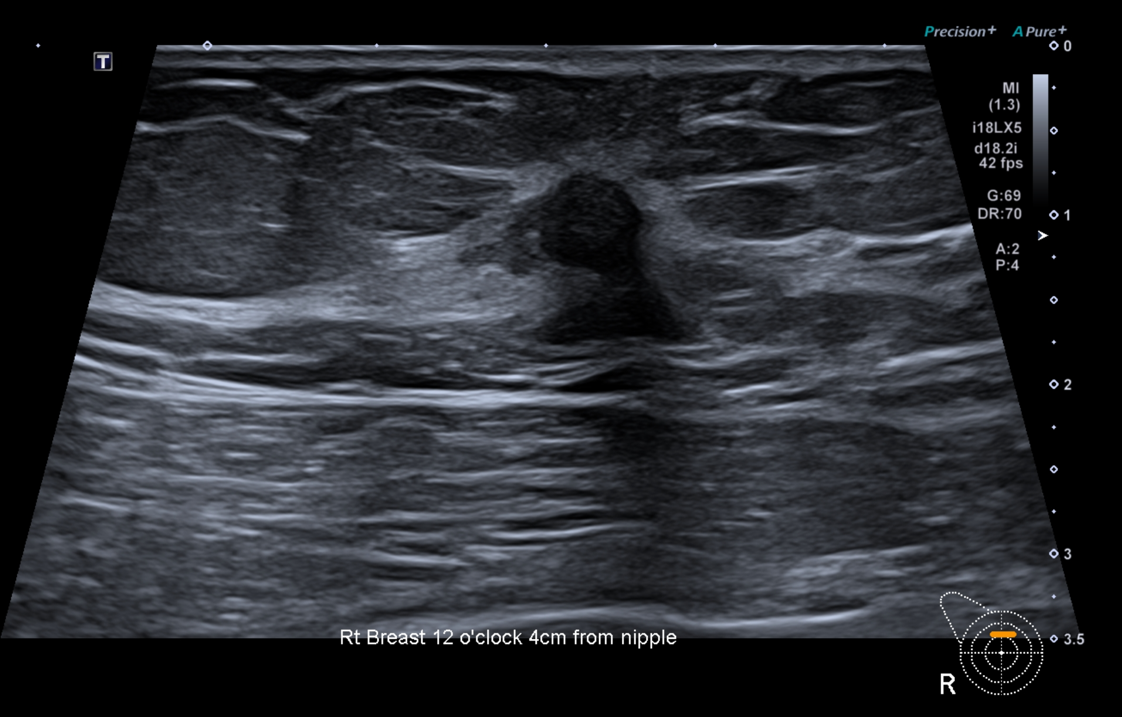 Precision+ APure+
T
0
MI
(1.3)
i18LX5
d18.2i
42 fps
G:69
DR:70
1
A:2
P:4
2
3
Rt Breast 12 o'clock 4cm from nipple
3.5
R